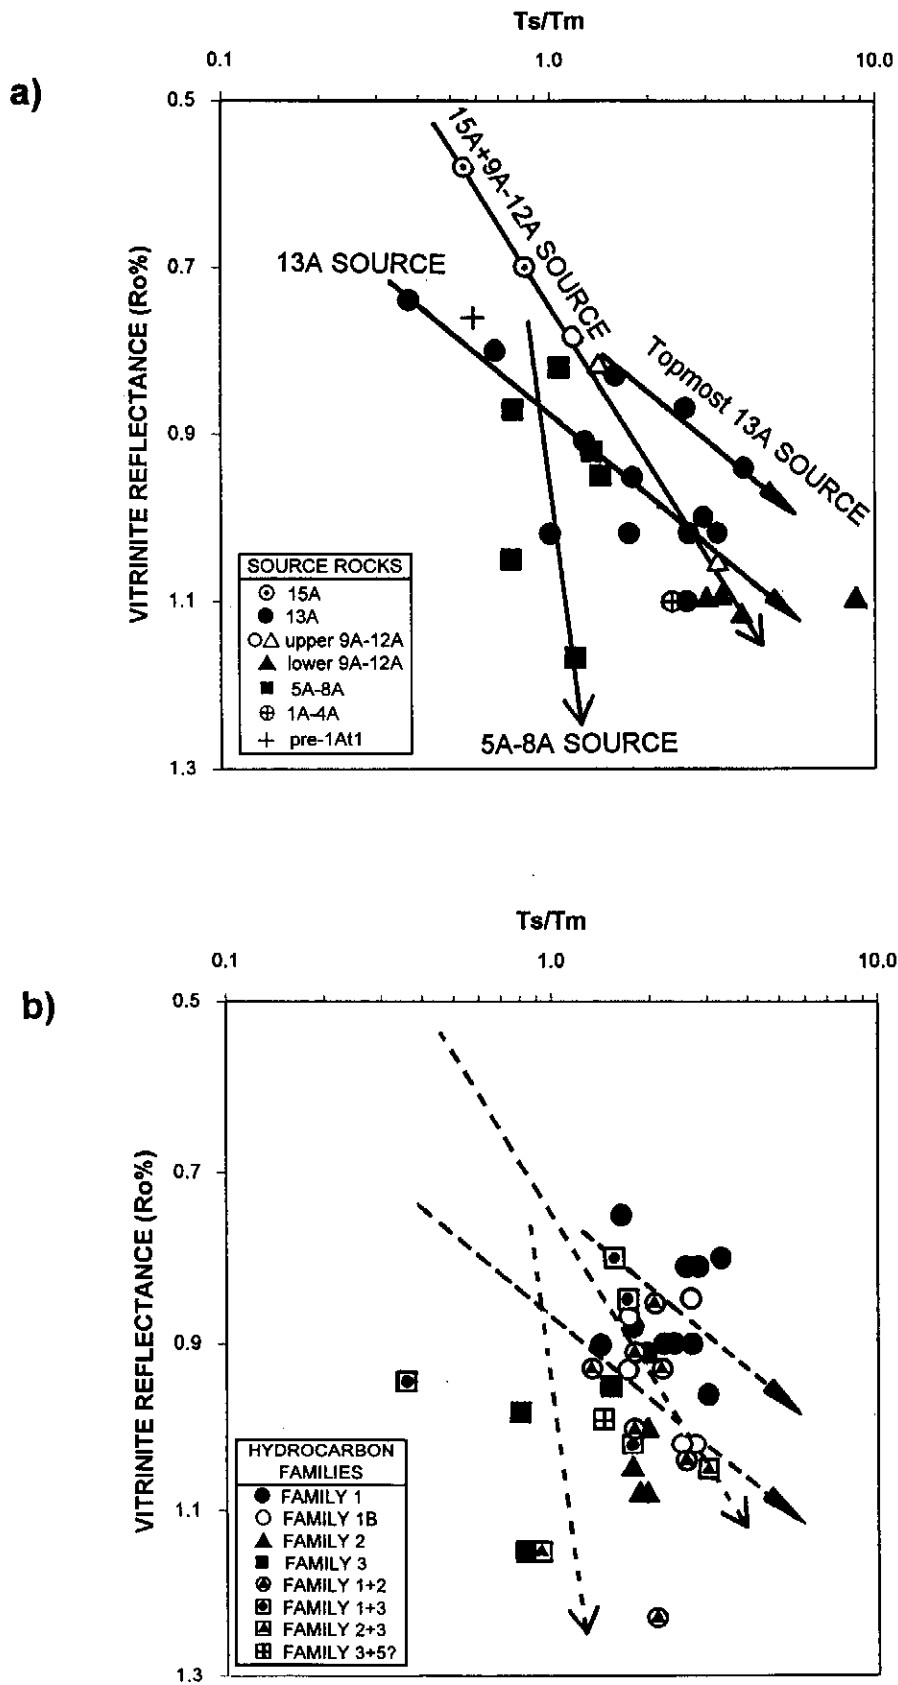 Ts/Tm
0.1 1.0 10.0
a)
0.5
0.7
0.9
1.1
1.3
VITRINITE REFLECTANCE (Ro%)
15A+9A-12A SOURCE
13A SOURCE
Topmost 13A SOURCE
5A-8A SOURCE
SOURCE ROCKS
15A
13A
upper 9A-12A
lower 9A-12A
5A-8A
1A-4A
pre-1At1
Ts/Tm
0.1 1.0 10.0
b)
0.5
0.7
0.9
1.1
1.3
VITRINITE REFLECTANCE (Ro%)
HYDROCARBON
FAMILIES
FAMILY 1
FAMILY 1B
FAMILY 2
FAMILY 3
FAMILY 1+2
FAMILY 1+3
FAMILY 2+3
FAMILY 3+5?